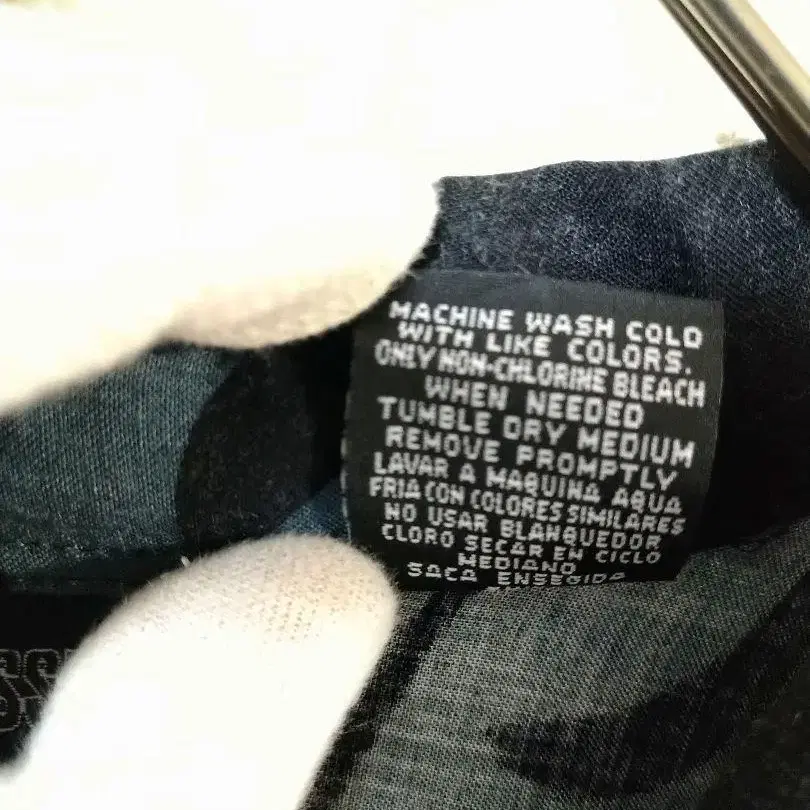 MACHINE WASH COLD
WITH LIKE COLORS.
ONLY NON-CHLORINE BLEACH
WHEN NEEDED
TUMBLE DRY MEDIUM
REMOVE PROMPTLY
LAVAR A MAQUINA AQUA
FRIA CON COLORES SIMILARES
NO USAR BLANQUEDOR
CLORO SECAR EN CICLO
MEDIANO
SACA ENSEGIDA